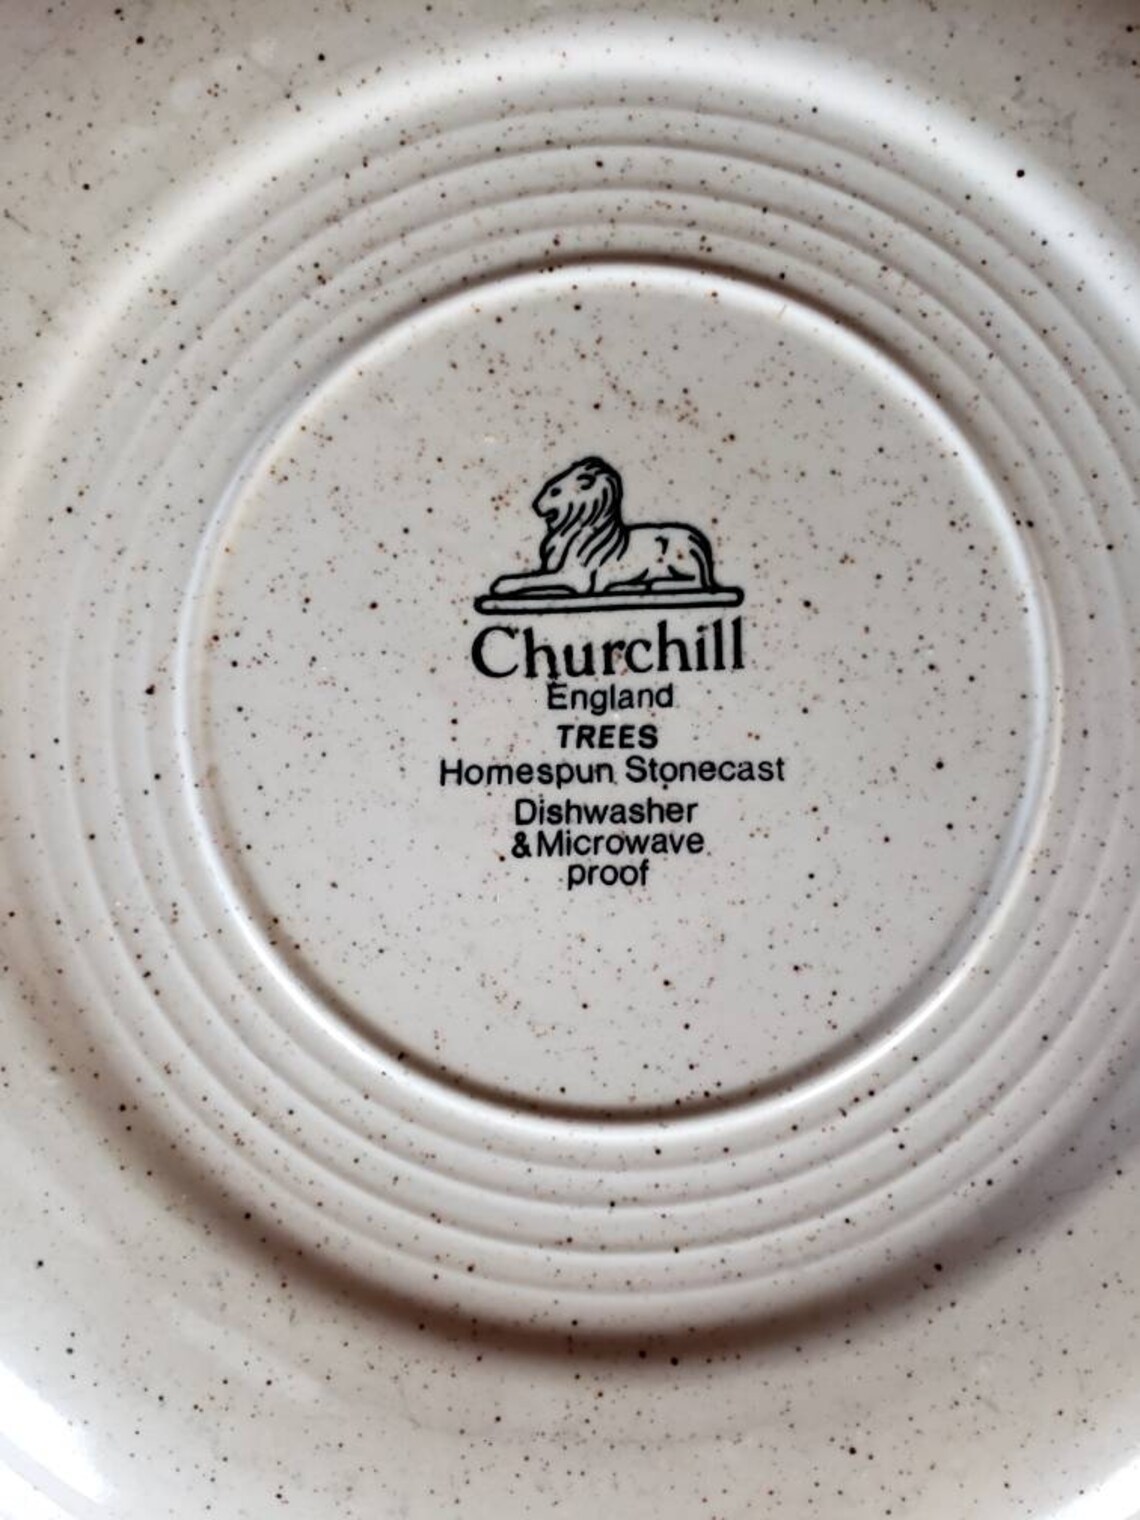 Churchill
England
TREES
Homespun Stonecast
Dishwasher
& Microwave
proof